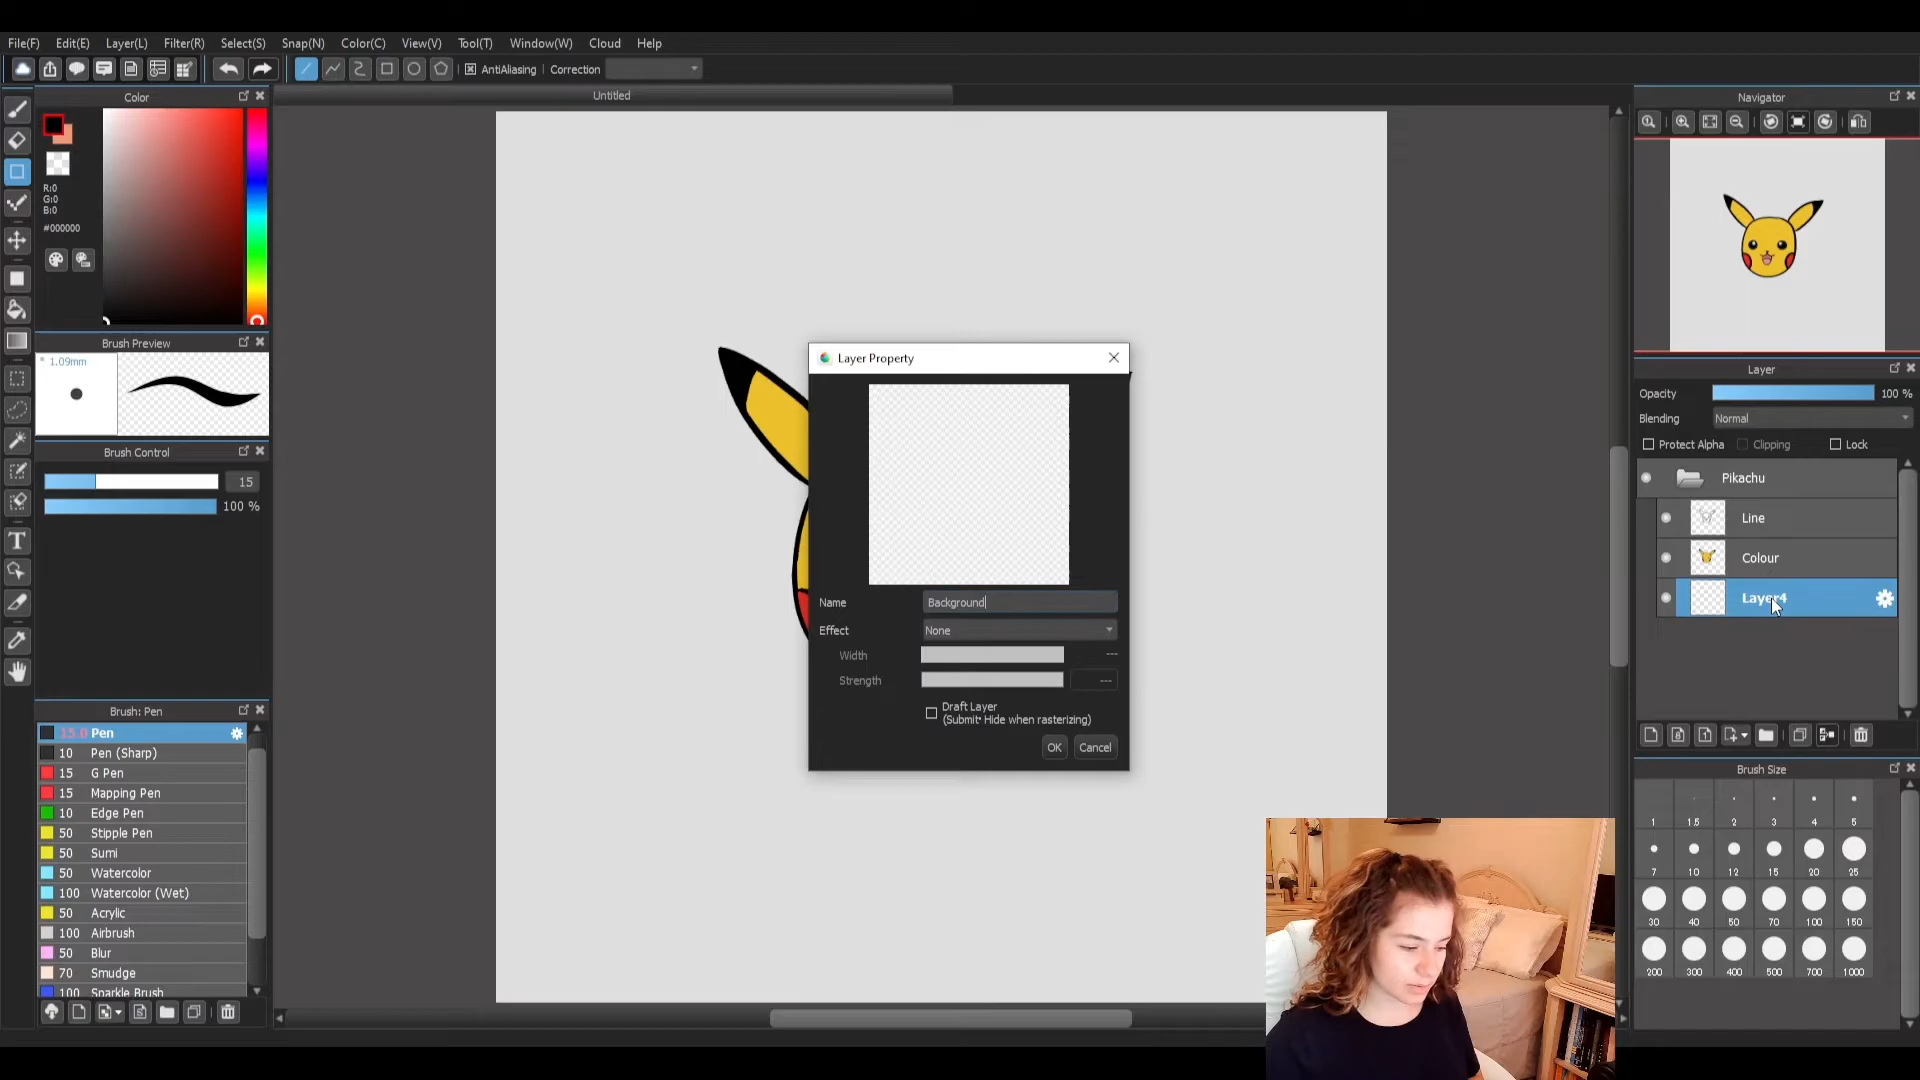 File(F) Edit(E) Layer(L) Filter(R) Select(S) Snap(N) Color(C) View(V) Tool(T) Window(W) Cloud Help
AntiAliasing Correction
Color
Untitled
Navigator
R:0
G:0
B:0
#000000
Brush Preview
1.09mm
Brush Control
15
100 %
Layer Property
Name Background
Effect None
Width ---
Strength ---
Draft Layer
(Submit・Hide when rasterizing)
OK Cancel
Layer
Opacity 100 %
Blending Normal
Protect Alpha Clipping Lock
Pikachu
Line
Colour
Layer4
Brush: Pen
15.0 Pen
10 Pen (Sharp)
15 G Pen
15 Mapping Pen
10 Edge Pen
50 Stipple Pen
50 Sumi
50 Watercolor
100 Watercolor (Wet)
50 Acrylic
100 Airbrush
50 Blur
70 Smudge
100 Sparkle Brush
Brush Size
1 1.5 2 3 4 5
7 10 12 15 20 25
30 40 50 70 100 150
200 300 400 500 700 1000